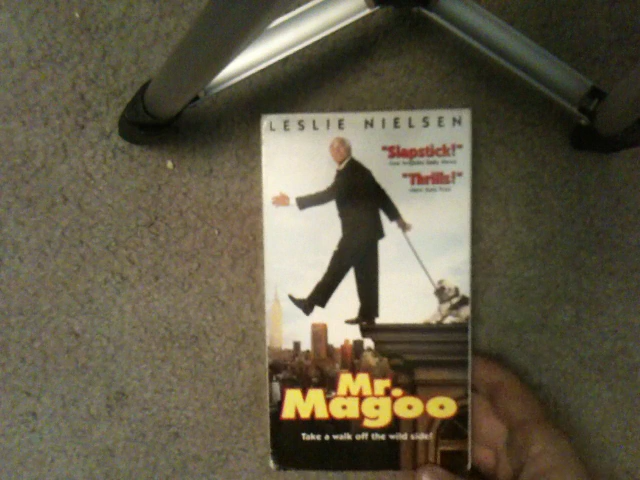 LESLIE NIELSEN
"Slapstick!"
"Thrills!"
Mr.
Magoo
Take a walk off the wild side!